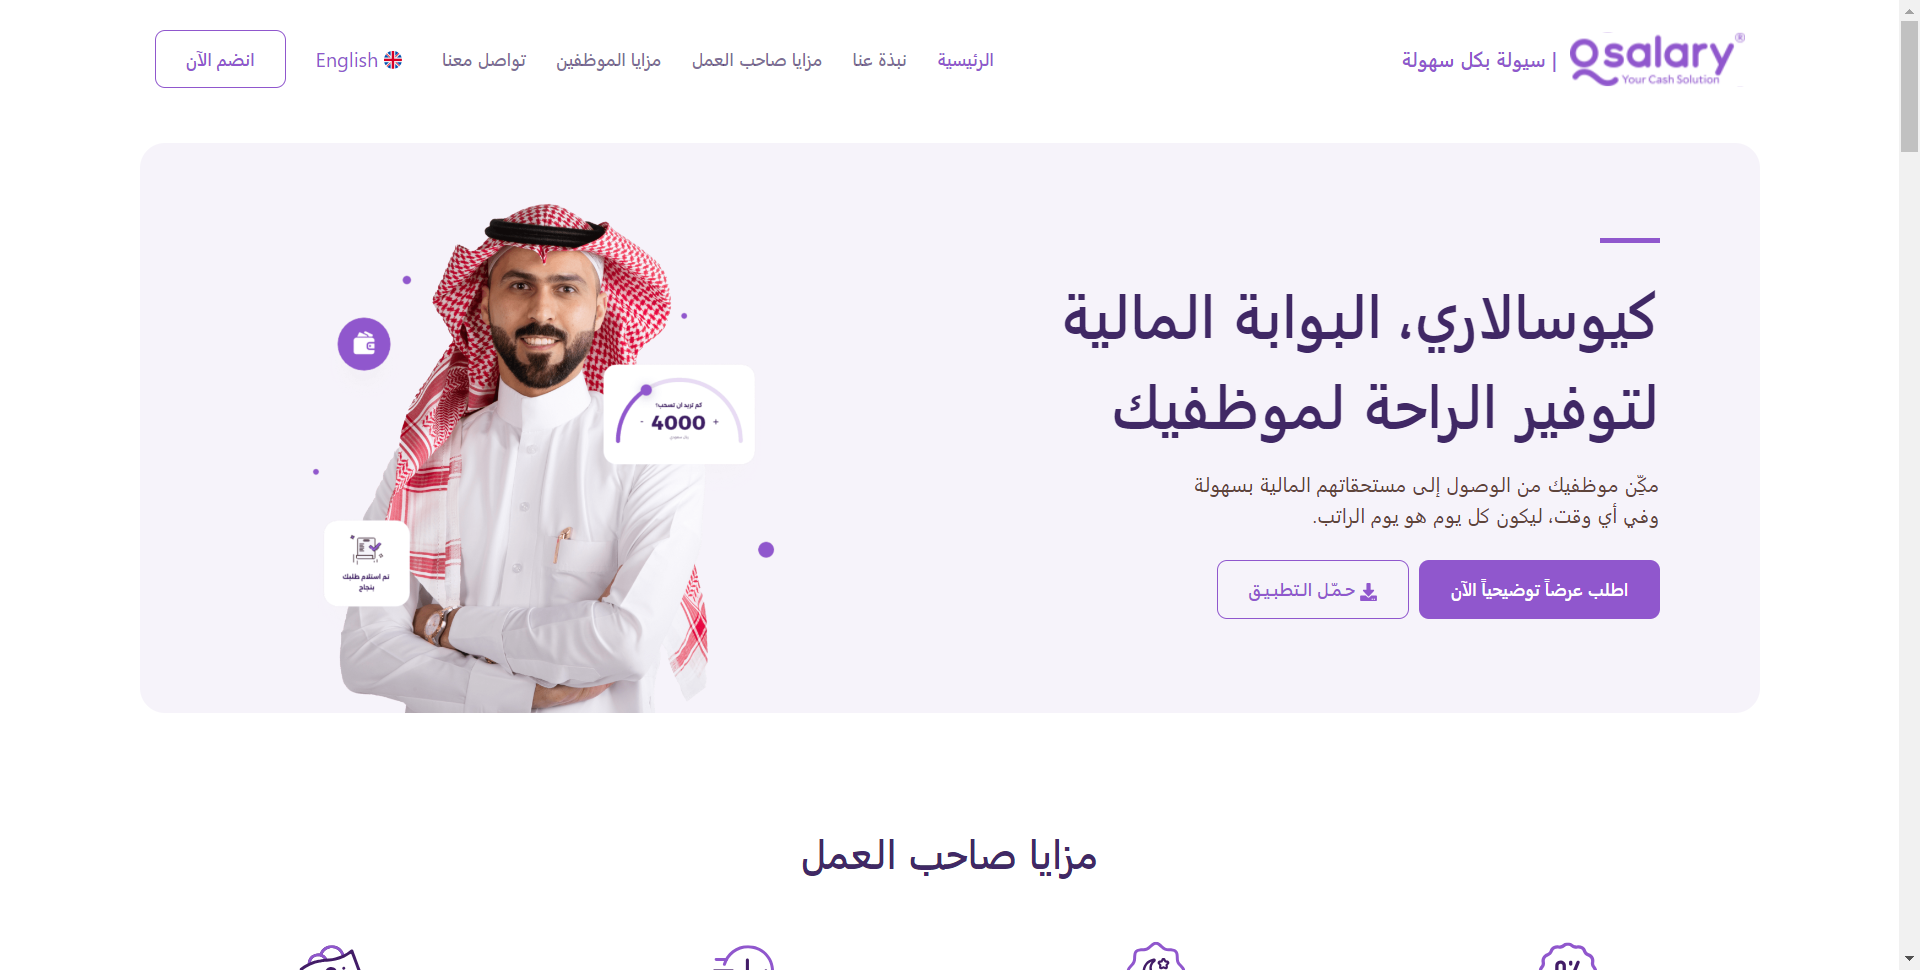 Qsalary®
Your Cash Solution
| سيولة بكل سهولة
الرئيسية
نبذة عنا
مزايا صاحب العمل
مزايا الموظفين
تواصل معنا
English
انضم الآن
كيوسالاري، البوابة المالية
لتوفير الراحة لموظفيك
مكِّن موظفيك من الوصول إلى مستحقاتهم المالية بسهولة
وفي أي وقت، ليكون كل يوم هو يوم الراتب.
اطلب عرضاً توضيحياً الآن
حمّل التطبيق
كم تريد ان تسحب؟
- 4000 +
ريال سعودي
تم استلام طلبك
بنجاح
مزايا صاحب العمل